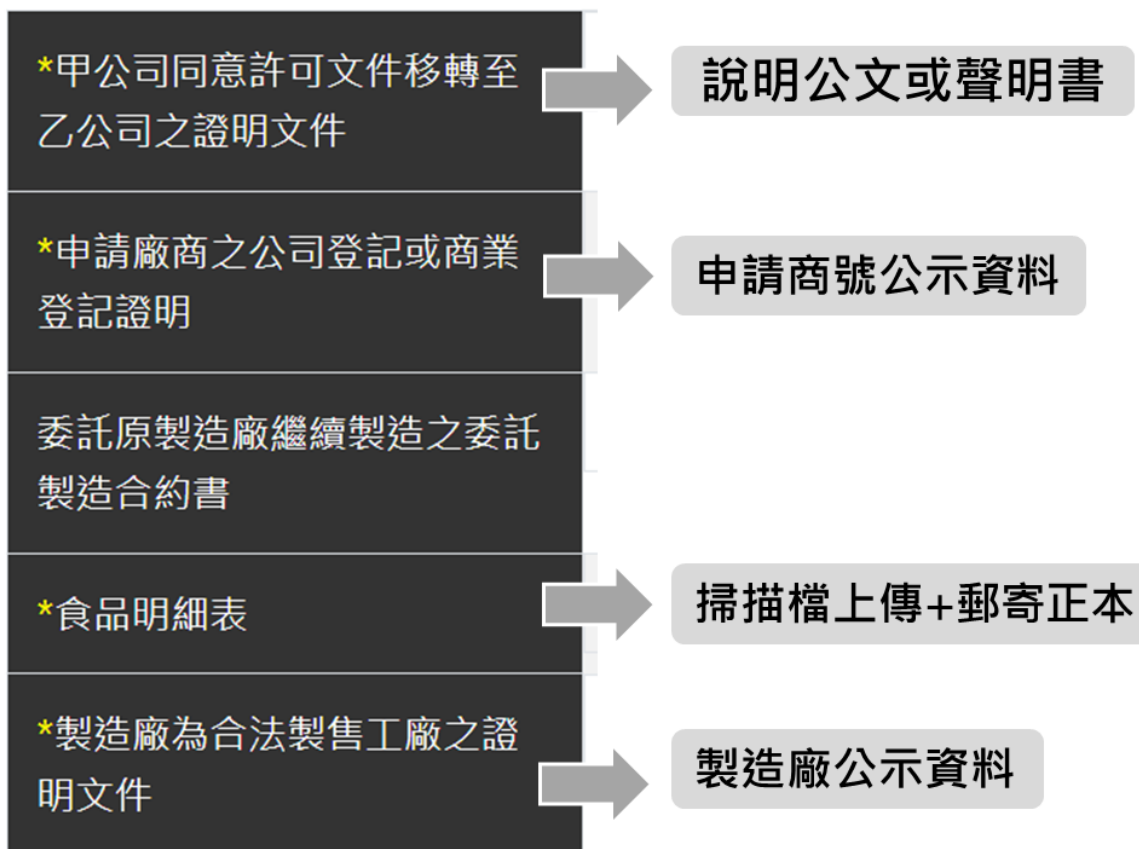 *甲公司同意許可文件移轉至
乙公司之證明文件
說明公文或聲明書
*申請廠商之公司登記或商業
登記證明
申請商號公示資料
委託原製造廠繼續製造之委託
製造合約書
*食品明細表
掃描檔上傳+郵寄正本
*製造廠為合法製售工廠之證
明文件
製造廠公示資料